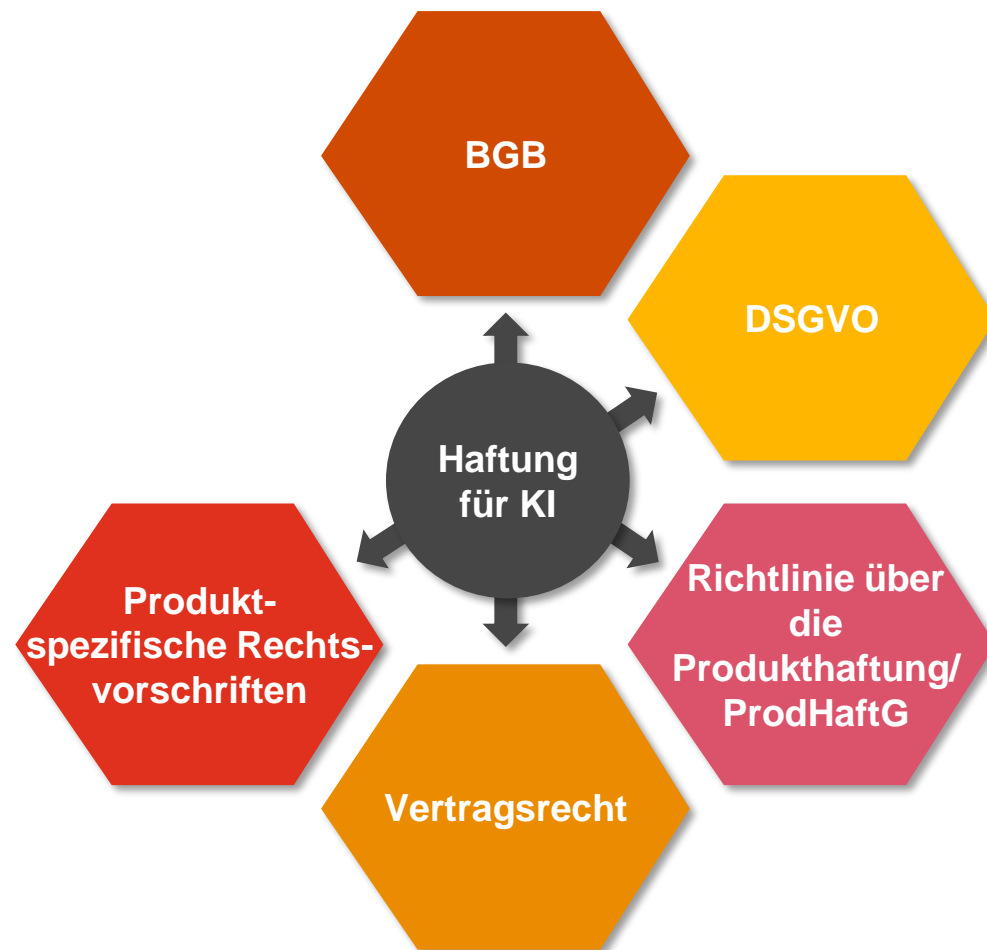 BGB
DSGVO
Haftung
für KI
Richtlinie über
die
Produkthaftung/
ProdHaftG
Produkt-
spezifische Rechts-
vorschriften
Vertragsrecht